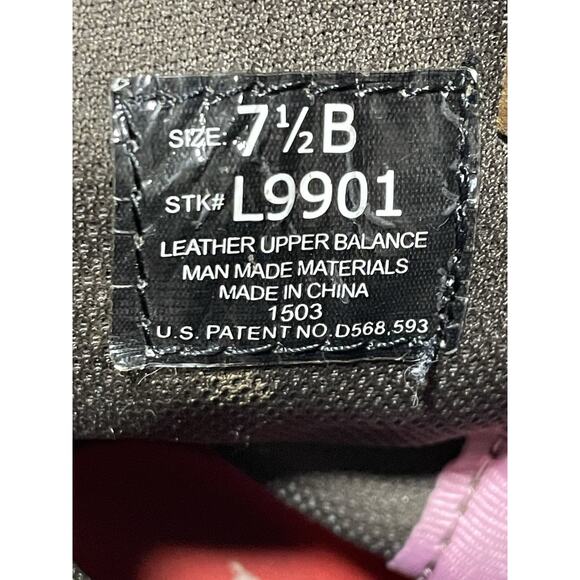 SIZE: 7½B
STK# L9901
LEATHER UPPER BALANCE
MAN MADE MATERIALS
MADE IN CHINA
1503
U.S. PATENT NO. D568,593